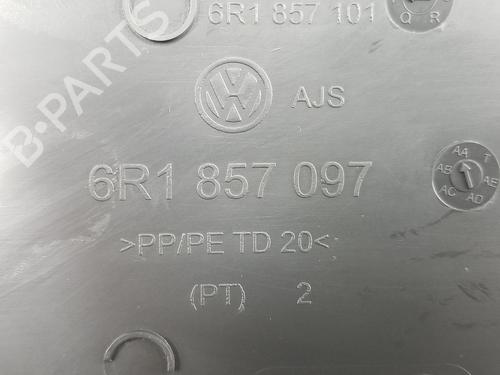 6R1 857 101
Q R
AJS
B-PARTS
6R1 857 097
>PP/PE TD 20<
(PT) 2